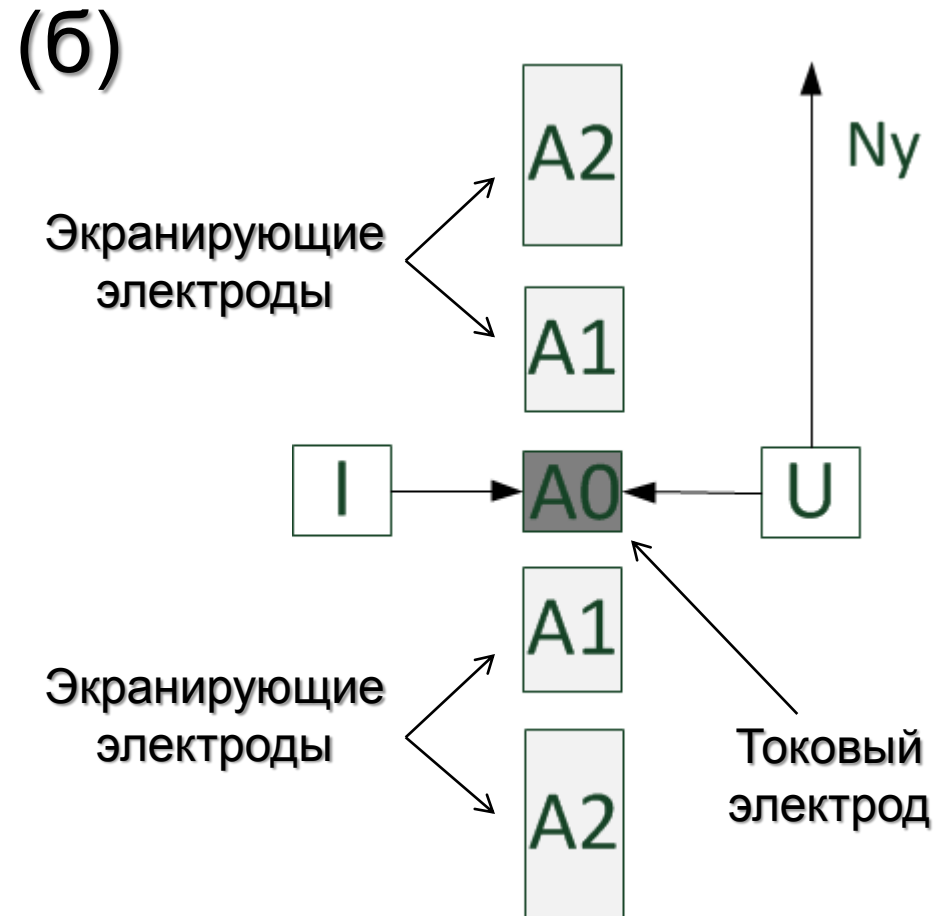 (б)
A2
Ny
Экранирующие
электроды
A1
I
A0
U
A1
Экранирующие
электроды
Токовый
электрод
A2